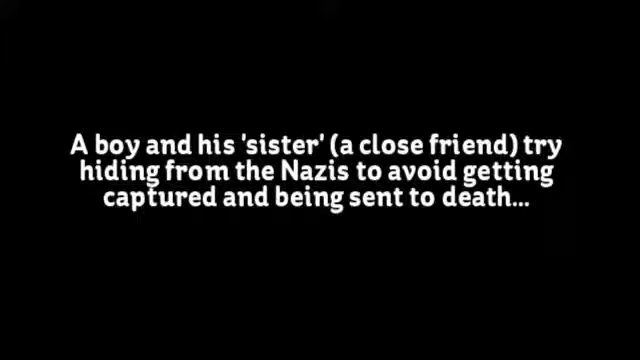 A boy and his 'sister' (a close friend) try
hiding from the Nazis to avoid getting
captured and being sent to death...